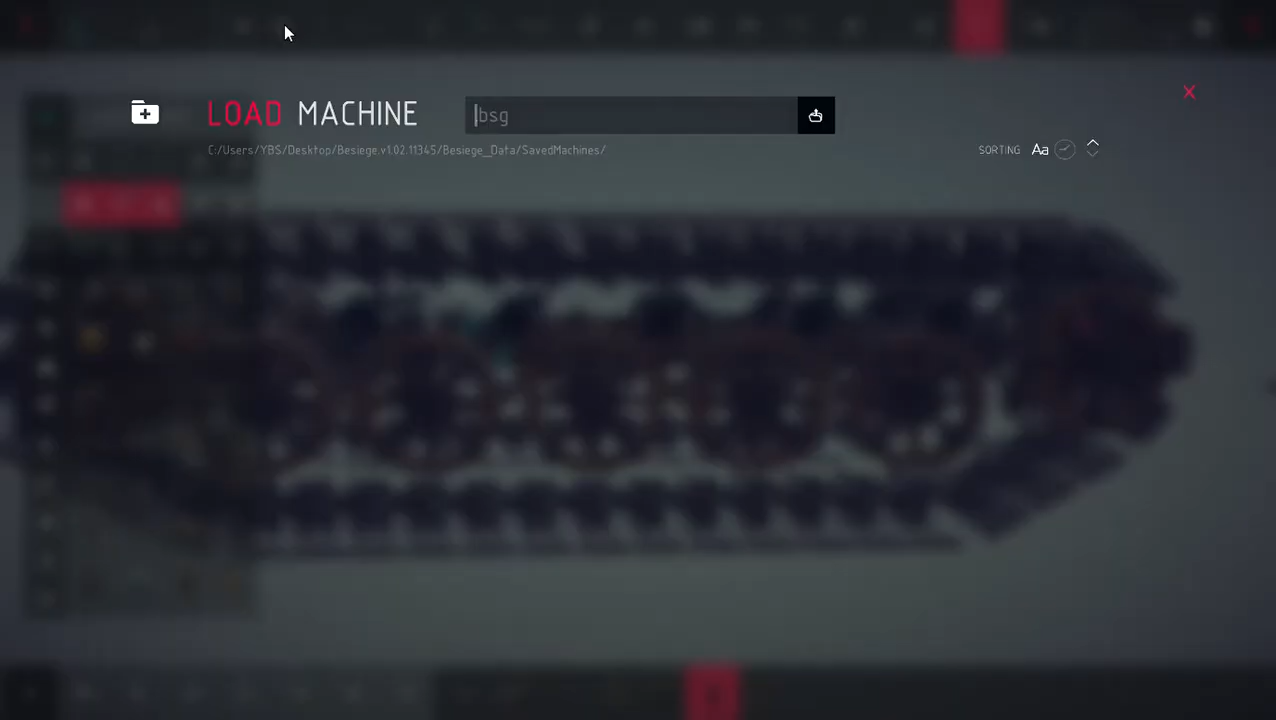 LOAD MACHINE
bsg
C:/Users/YBS/Desktop/Besiege.v1.02.11345/Besiege_Data/SavedMachines/
SORTING Aa